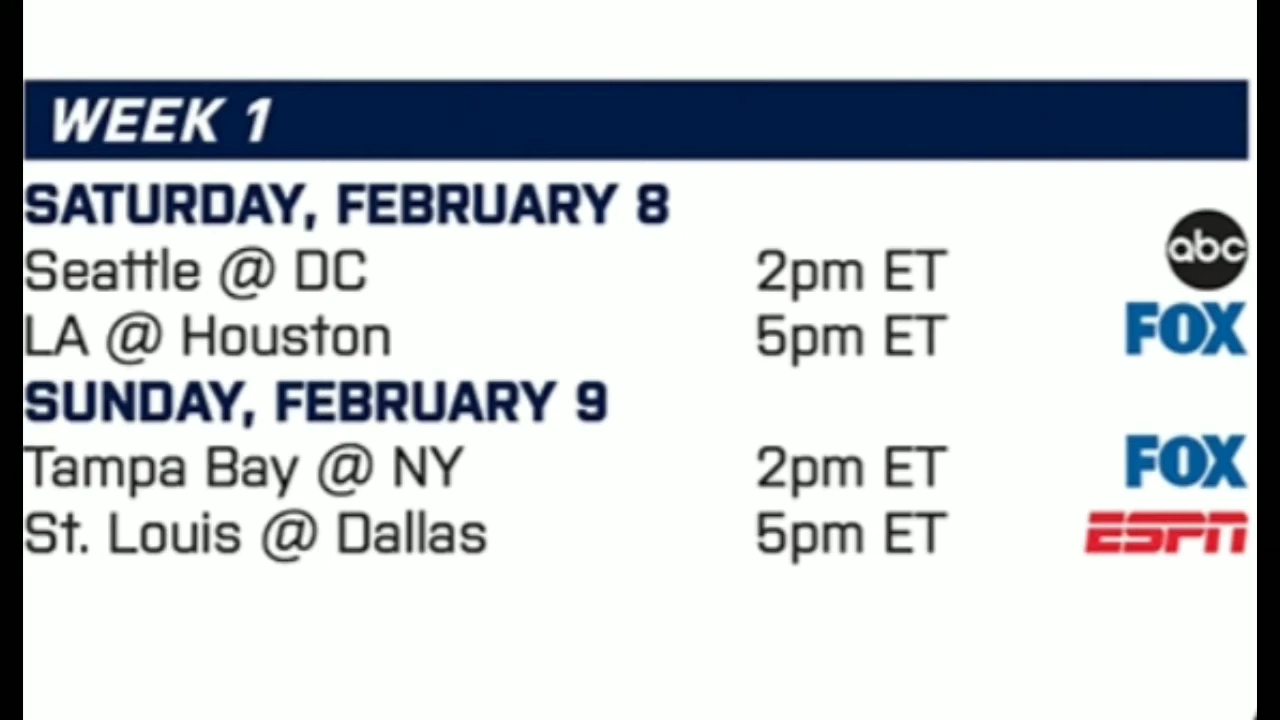 WEEK 1
SATURDAY, FEBRUARY 8
Seattle @ DC 2pm ET abc
LA @ Houston 5pm ET FOX
SUNDAY, FEBRUARY 9
Tampa Bay @ NY 2pm ET FOX
St. Louis @ Dallas 5pm ET ESPN